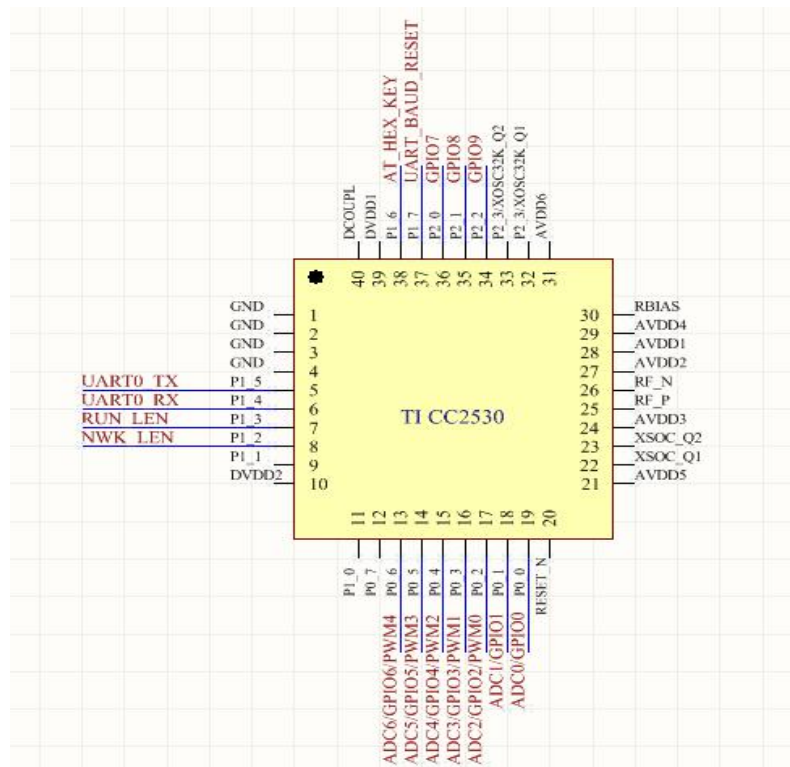 AT_HEX_KEY
UART_BAUD_RESET
GPIO7
GPIO8
GPIO9
DCOUPL
DVDD1
P1_6
P1_7
P2_0
P2_1
P2_2
P2_3/XOSC32K_Q2
P2_3/XOSC32K_Q1
AVDD6
40 39 38 37 36 35 34 33 32 31
GND 1
GND 2
GND 3
GND 4
UART0_TX P1_5 5
UART0_RX P1_4 6
RUN_LEN P1_3 7
NWK_LEN P1_2 8
P1_1 9
DVDD2 10
TI CC2530
30 RBIAS
29 AVDD4
28 AVDD1
27 AVDD2
26 RF_N
25 RF_P
24 AVDD3
23 XSOC_Q2
22 XSOC_Q1
21 AVDD5
11 12 13 14 15 16 17 18 19 20
P1_0
P0_7
P0_6
P0_5
P0_4
P0_3
P0_2
P0_1
P0_0
RESET_N
ADC6/GPIO6/PWM4
ADC5/GPIO5/PWM3
ADC4/GPIO4/PWM2
ADC3/GPIO3/PWM1
ADC2/GPIO2/PWM0
ADC1/GPIO1
ADC0/GPIO0